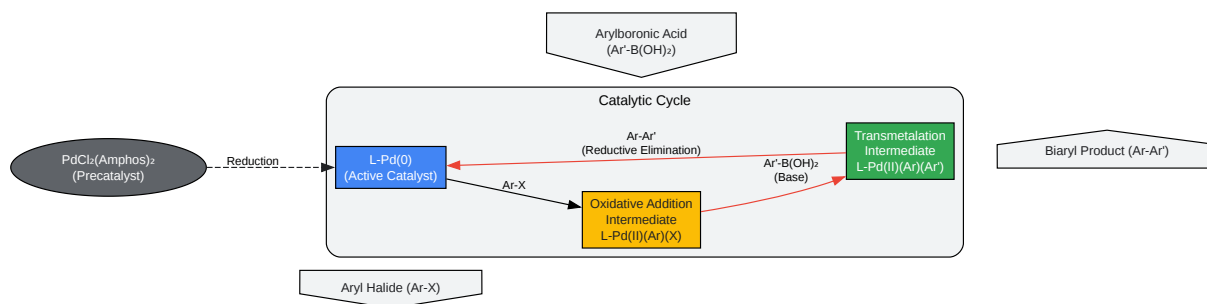 Arylboronic Acid
(Ar'-B(OH)₂)
Catalytic Cycle
PdCl₂(Amphos)₂
(Precatalyst)
Reduction
L-Pd(0)
(Active Catalyst)
Ar-Ar'
(Reductive Elimination)
Ar-X
Oxidative Addition
Intermediate
L-Pd(II)(Ar)(X)
Ar'-B(OH)₂
(Base)
Transmetalation
Intermediate
L-Pd(II)(Ar)(Ar')
Biaryl Product (Ar-Ar')
Aryl Halide (Ar-X)